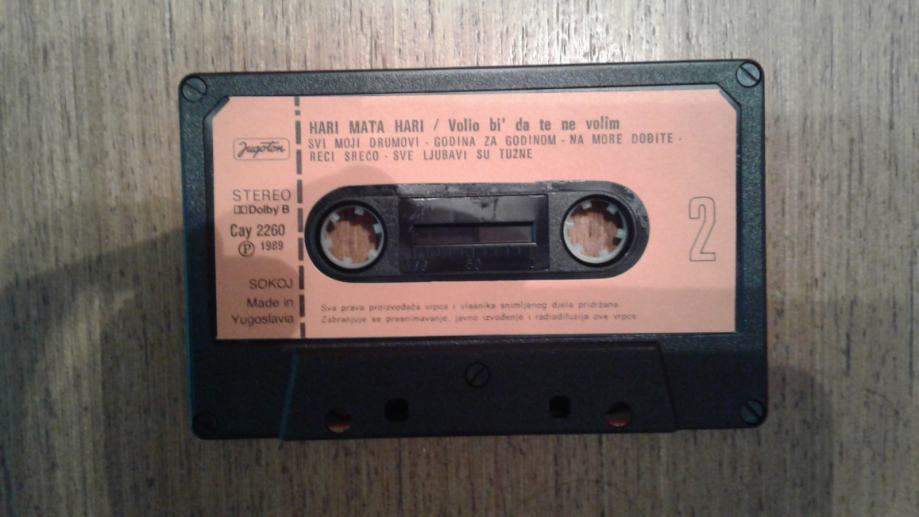 HARI MATA HARI / Volio bi' da te ne volim
SVI MOJI DRUMOVI · GODINA ZA GODINOM · NA MORE DOĐITE ·
RECI SREĆO · SVE LJUBAVI SU TUŽNE
Jugoton
STEREO
Dolby B
Cay 2260
Ⓟ 1989
SOKOJ
Made in
Yugoslavia
2
Sva prava proizvođača vrpce i vlasnika snimljenog djela pridržana.
Zabranjuje se presnimavanje, javno izvođenje i radiodifuzija ove vrpce.